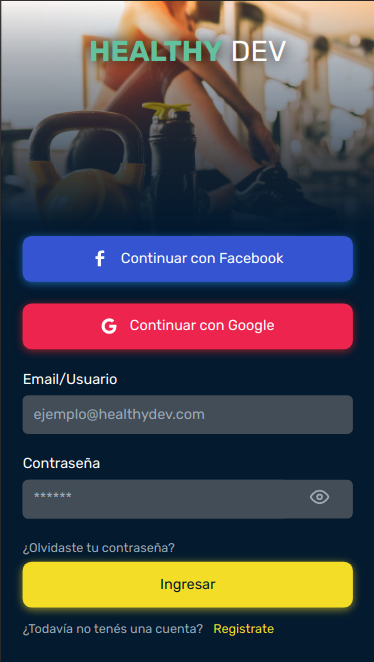 HEALTHY DEV
Continuar con Facebook
Continuar con Google
Email/Usuario
ejemplo@healthydev.com
Contraseña
******
¿Olvidaste tu contraseña?
Ingresar
¿Todavía no tenés una cuenta? Registrate